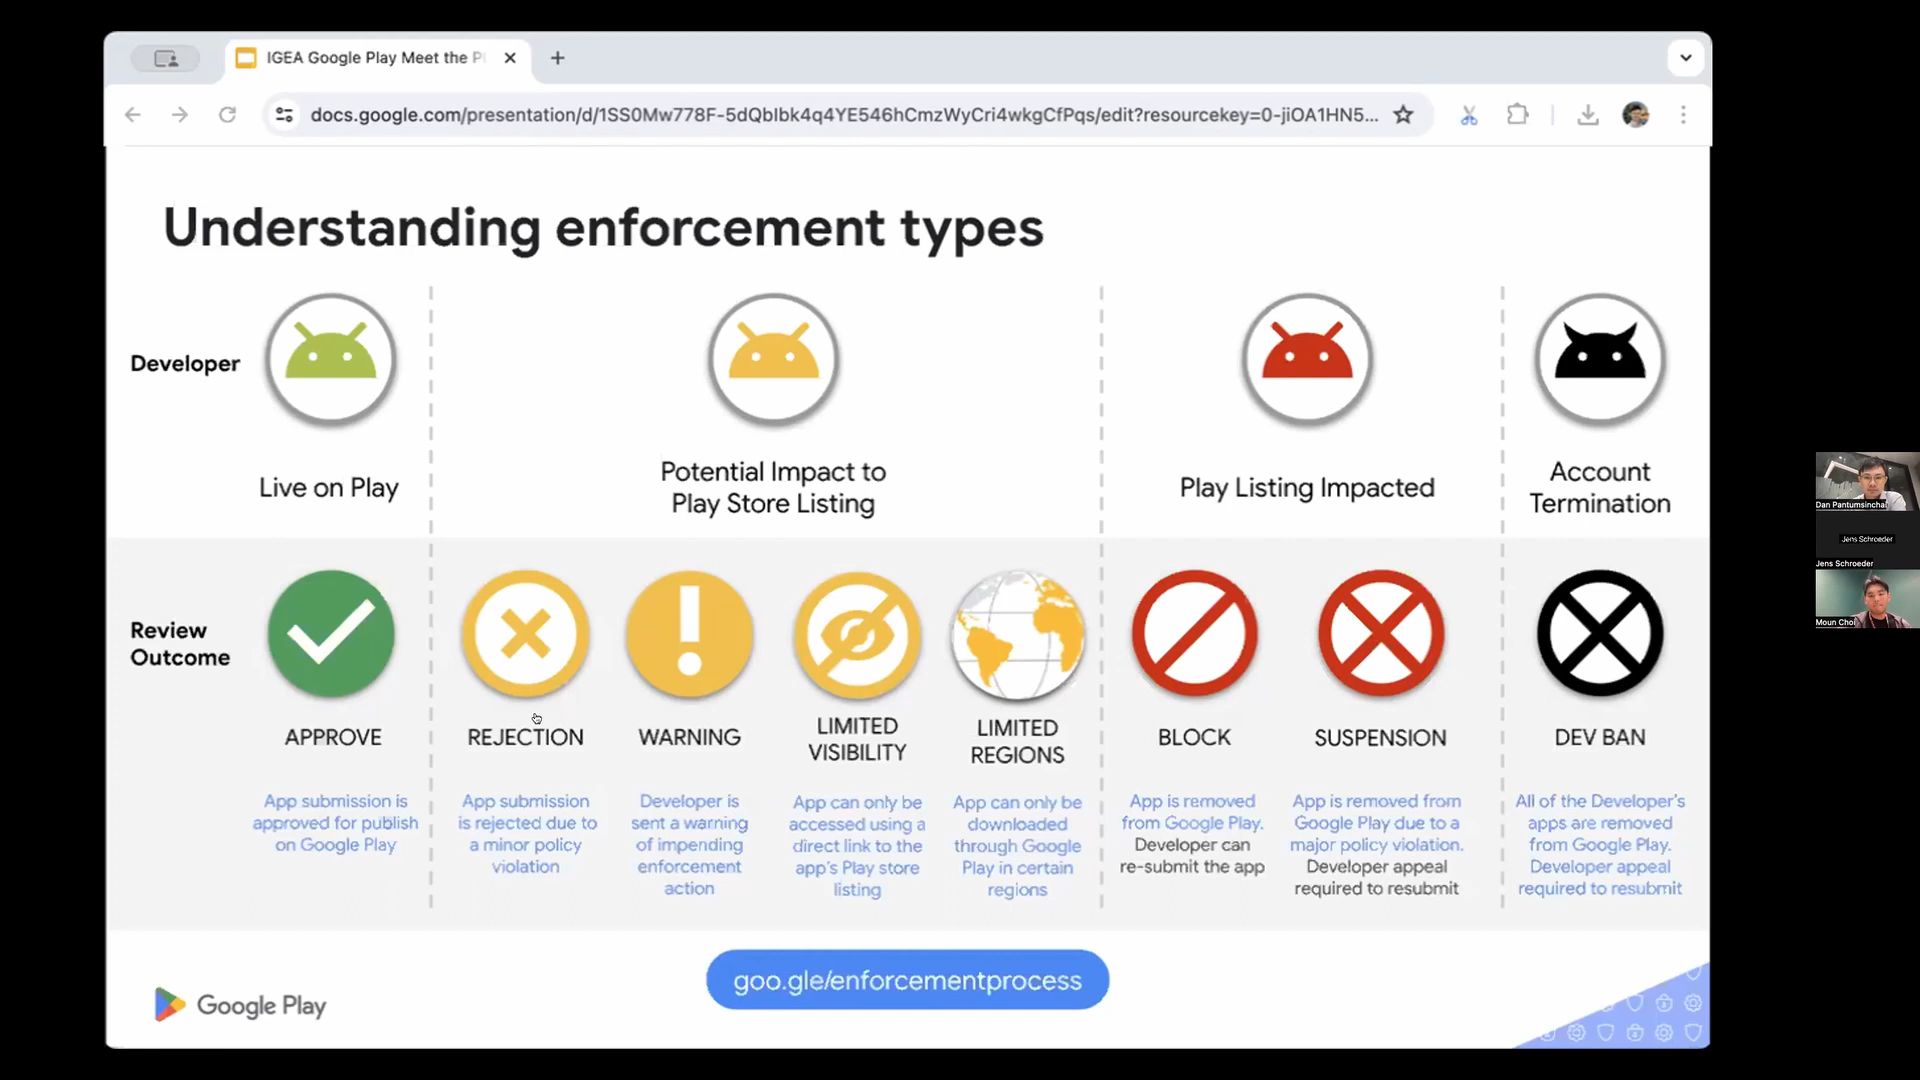 IGEA Google Play Meet the P
docs.google.com/presentation/d/1SS0Mw778F-5dQbIbk4q4YE546hCmzWyCri4wkgCfPqs/edit?resourcekey=0-jiOA1HN5...
Understanding enforcement types
Developer
Live on Play
Potential Impact to
Play Store Listing
Play Listing Impacted
Account
Termination
Review
Outcome
APPROVE
App submission is
approved for publish
on Google Play
REJECTION
App submission
is rejected due to
a minor policy
violation
WARNING
Developer is
sent a warning
of impending
enforcement
action
LIMITED
VISIBILITY
App can only be
accessed using a
direct link to the
app's Play store
listing
LIMITED
REGIONS
App can only be
downloaded
through Google
Play in certain
regions
BLOCK
App is removed
from Google Play.
Developer can
re-submit the app
SUSPENSION
App is removed from
Google Play due to a
major policy violation.
Developer appeal
required to resubmit
DEV BAN
All of the Developer's
apps are removed
from Google Play.
Developer appeal
required to resubmit
goo.gle/enforcementprocess
Google Play
Dan Pantumsinchai
Jens Schroeder
Jens Schroeder
Moun Choi